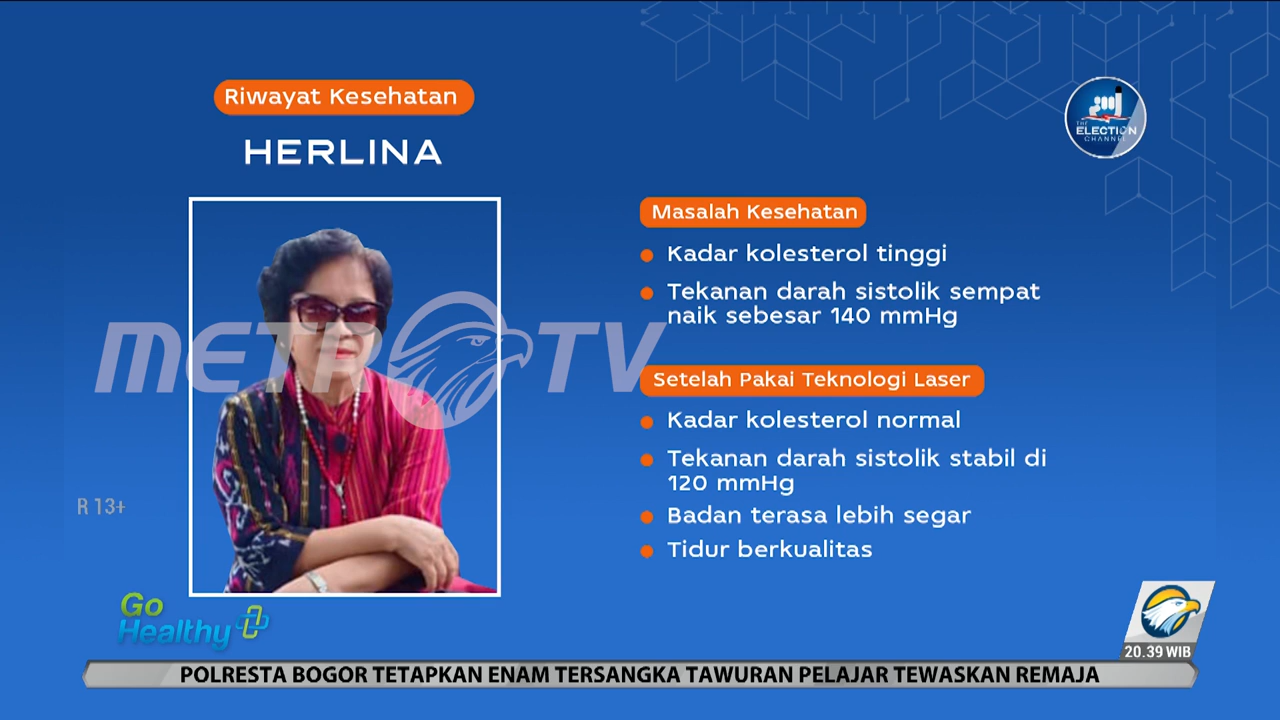 Riwayat Kesehatan
HERLINA
THE
ELECTION
CHANNEL
Masalah Kesehatan
Kadar kolesterol tinggi
Tekanan darah sistolik sempat
naik sebesar 140 mmHg
METRO TV
Setelah Pakai Teknologi Laser
Kadar kolesterol normal
Tekanan darah sistolik stabil di
120 mmHg
Badan terasa lebih segar
Tidur berkualitas
R 13+
Go
Healthy
20.39 WIB
POLRESTA BOGOR TETAPKAN ENAM TERSANGKA TAWURAN PELAJAR TEWASKAN REMAJA